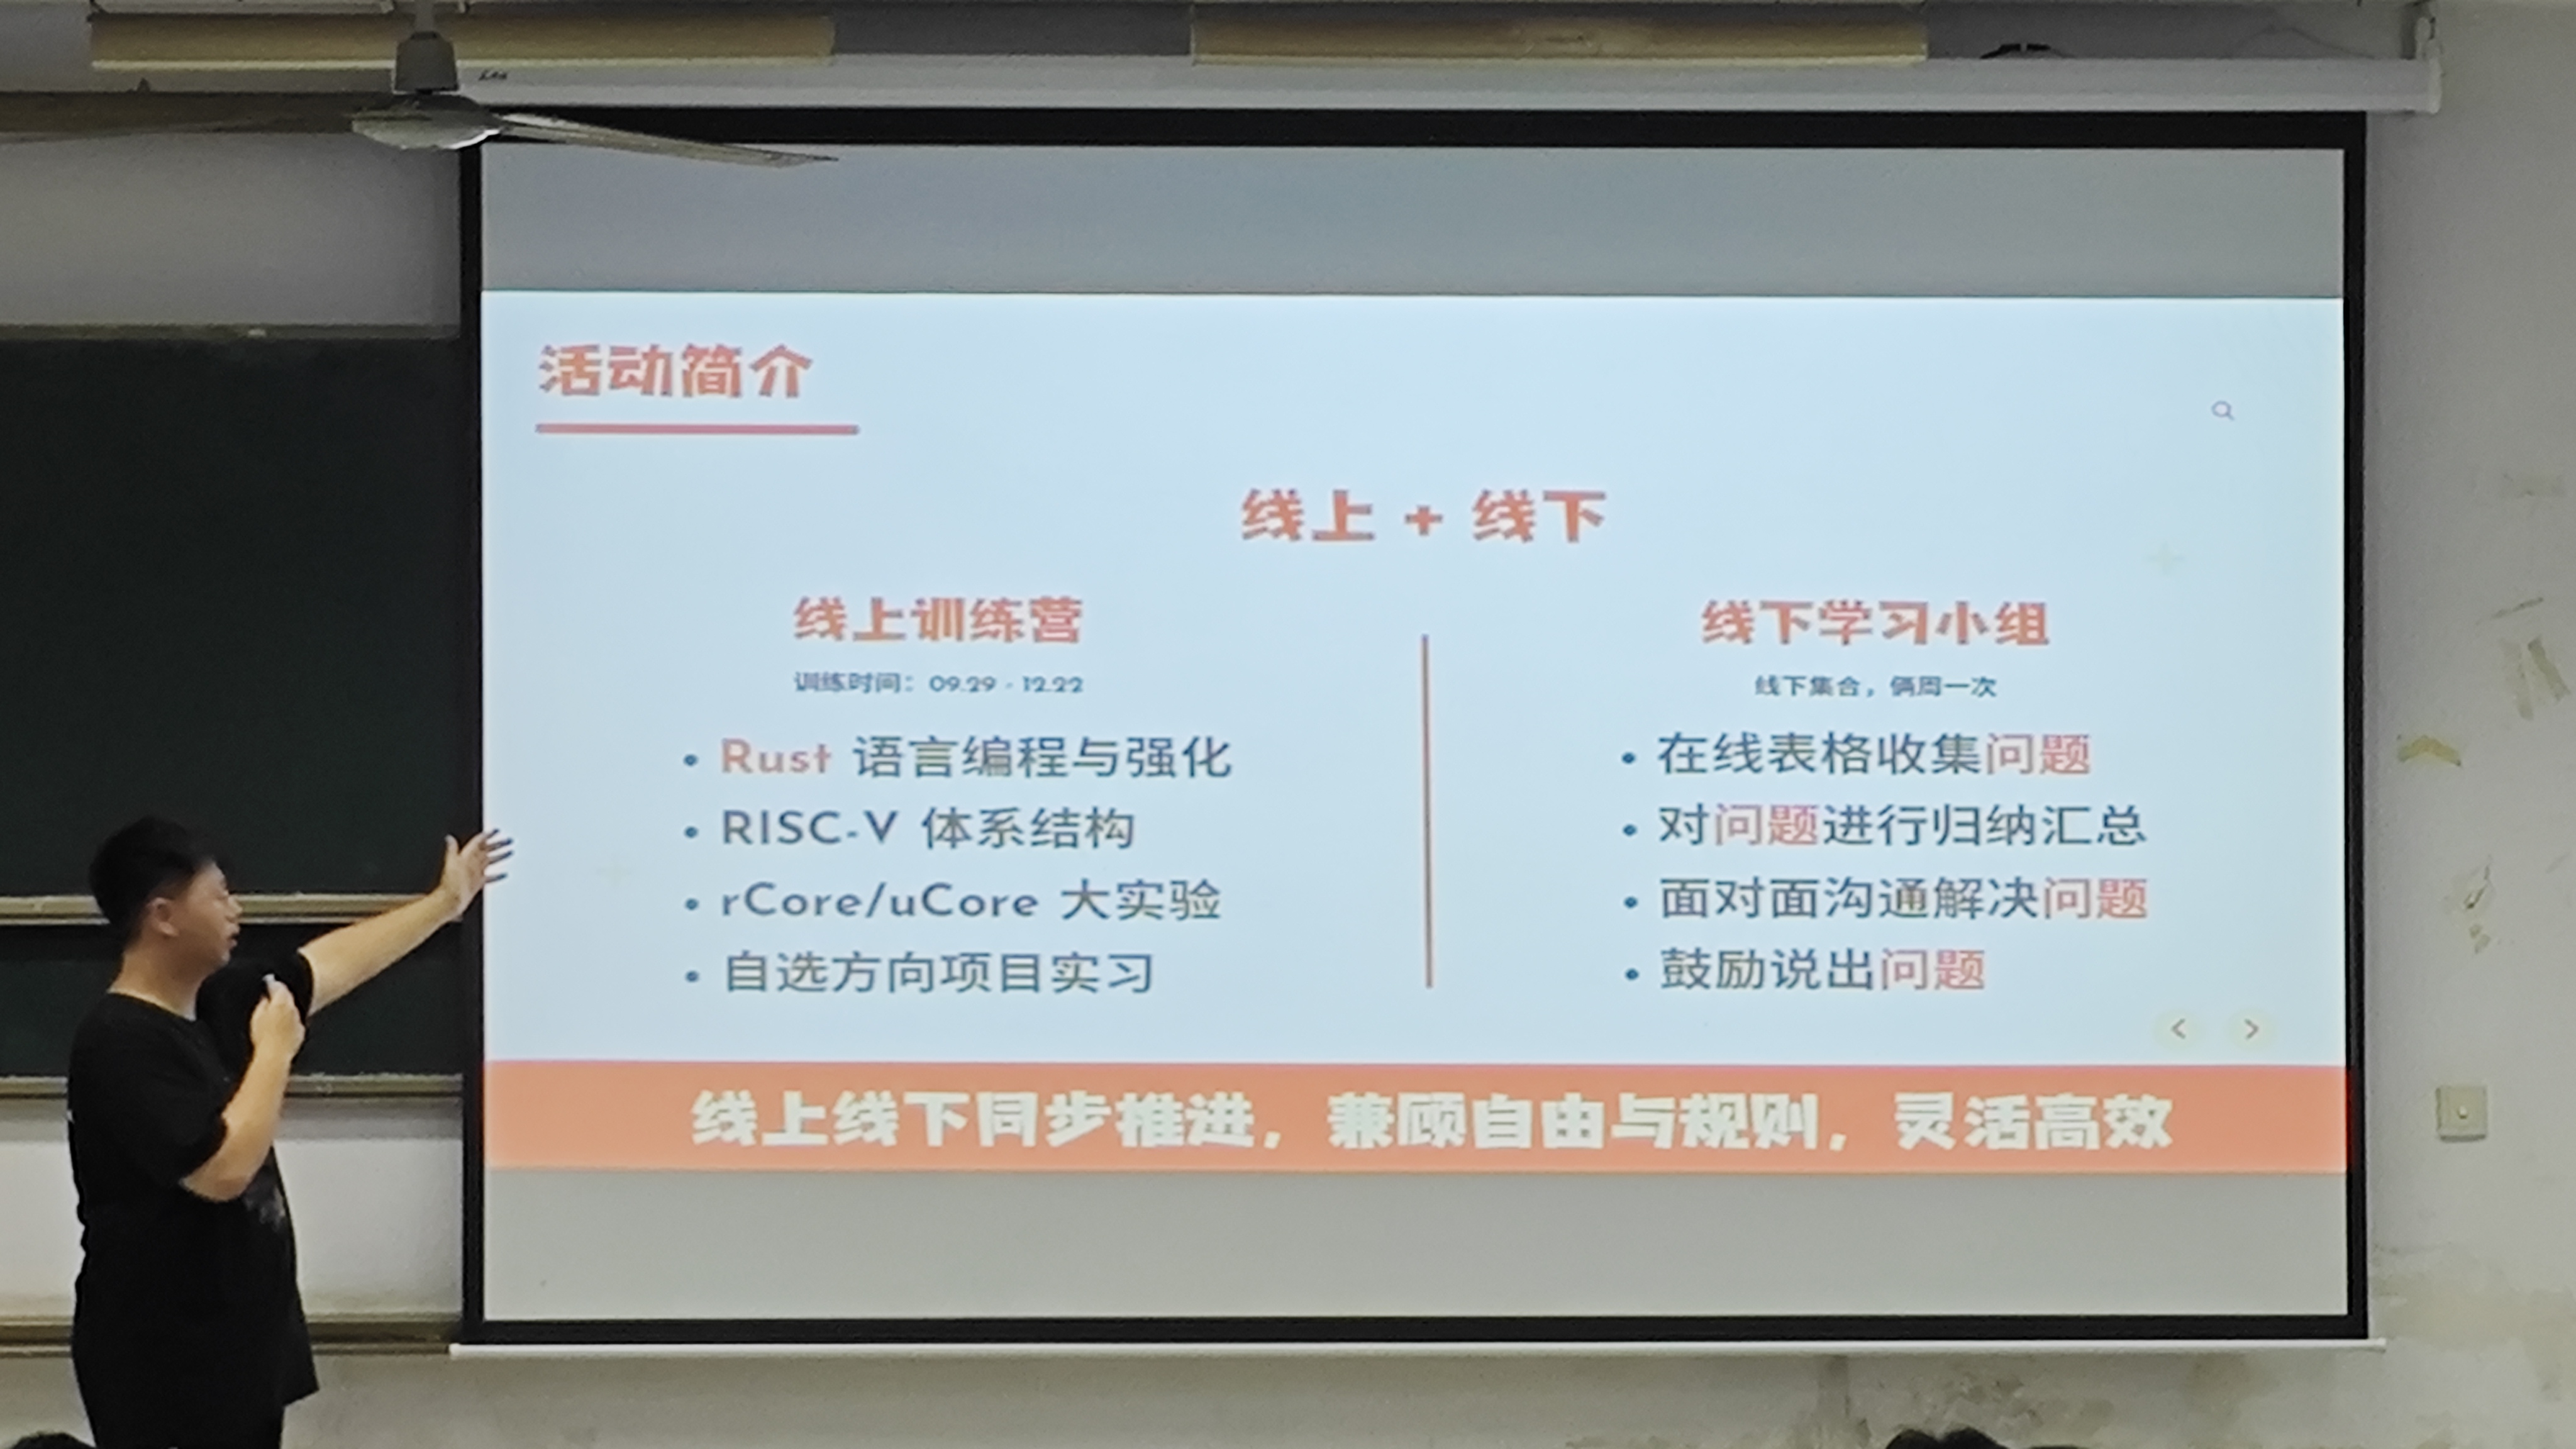 活动简介
线上 + 线下
线上训练营
训练时间：09.29 - 12.22
• Rust 语言编程与强化
• RISC-V 体系结构
• rCore/uCore 大实验
• 自选方向项目实习
线下学习小组
线下集合，俩周一次
• 在线表格收集问题
• 对问题进行归纳汇总
• 面对面沟通解决问题
• 鼓励说出问题
线上线下同步推进，兼顾自由与规则，灵活高效